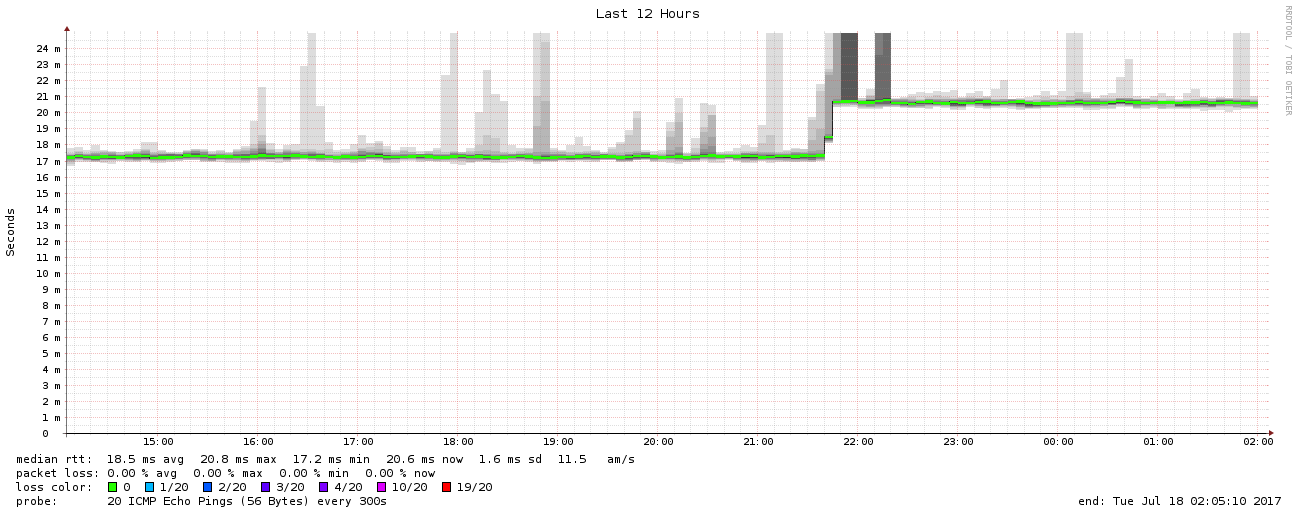 Last 12 Hours
RRDTOOL / TOBI OETIKER
Seconds
24 m
23 m
22 m
21 m
20 m
19 m
18 m
17 m
16 m
15 m
14 m
13 m
12 m
11 m
10 m
9 m
8 m
7 m
6 m
5 m
4 m
3 m
2 m
1 m
0
15:00 16:00 17:00 18:00 19:00 20:00 21:00 22:00 23:00 00:00 01:00 02:00
median rtt: 18.5 ms avg 20.8 ms max 17.2 ms min 20.6 ms now 1.6 ms sd 11.5 am/s
packet loss: 0.00 % avg 0.00 % max 0.00 % min 0.00 % now
loss color: 0 1/20 2/20 3/20 4/20 10/20 19/20
probe: 20 ICMP Echo Pings (56 Bytes) every 300s end: Tue Jul 18 02:05:10 2017